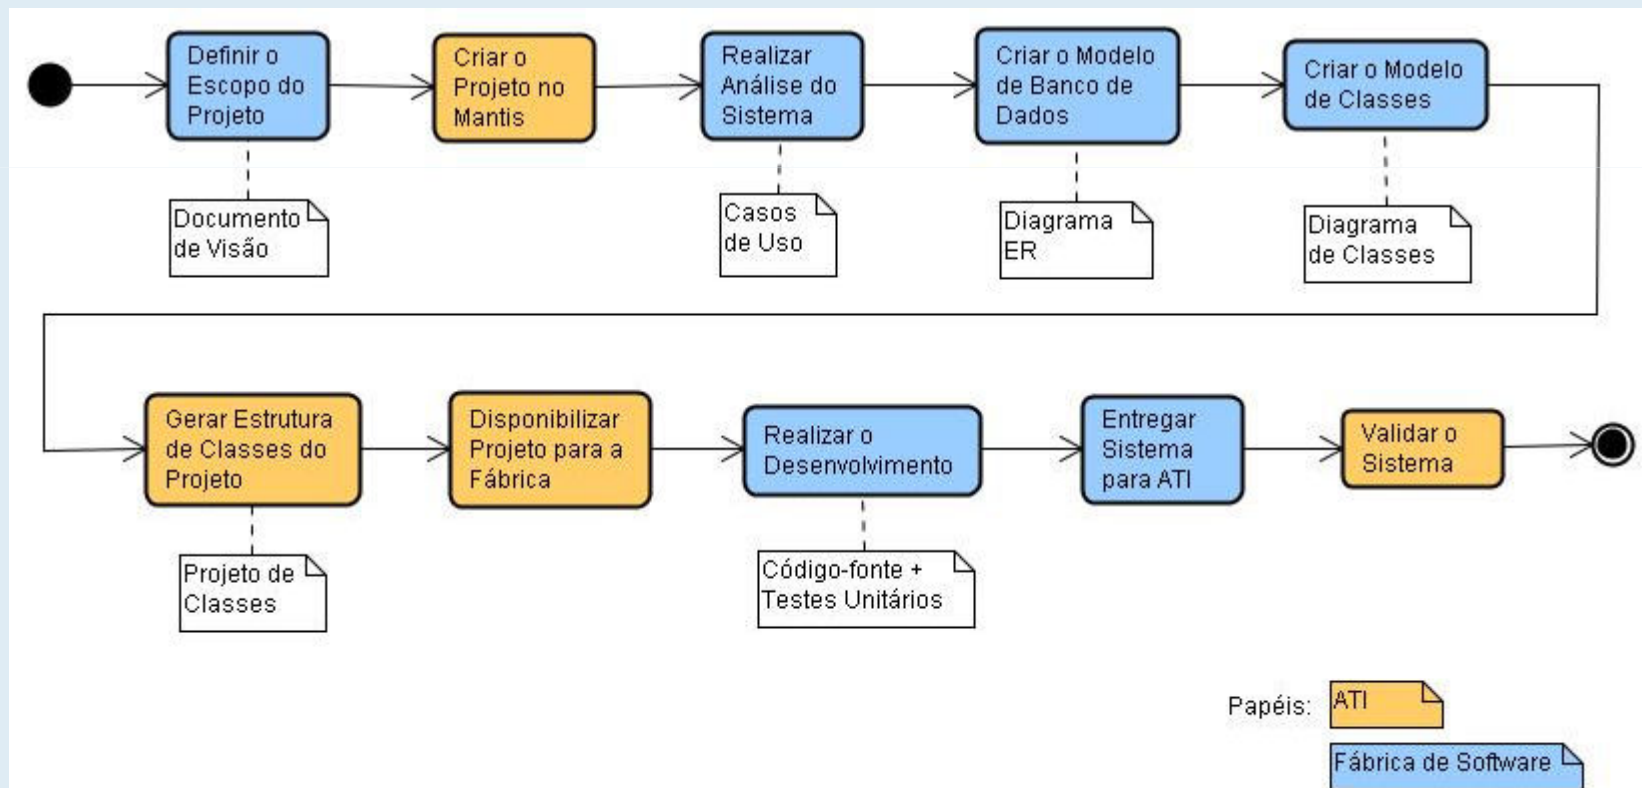 Definir o
Escopo do
Projeto
Criar o
Projeto no
Mantis
Realizar
Análise do
Sistema
Criar o Modelo
de Banco de
Dados
Criar o Modelo
de Classes
Documento
de Visão
Casos
de Uso
Diagrama
ER
Diagrama
de Classes
Gerar Estrutura
de Classes do
Projeto
Disponibilizar
Projeto para a
Fábrica
Realizar o
Desenvolvimento
Entregar
Sistema
para ATI
Validar o
Sistema
Projeto de
Classes
Código-fonte +
Testes Unitários
Papéis:
ATI
Fábrica de Software